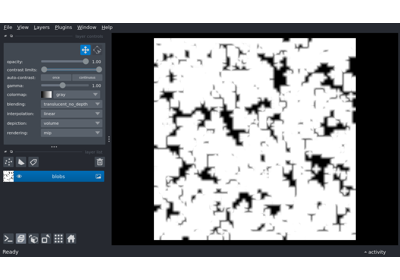 File View Layers Plugins Window Help
opacity: 1.00
contrast limits:
auto-contrast: once continuous
gamma: 1.00
colormap: gray
blending: translucent_no_depth
interpolation: linear
depiction: volume
rendering: mip
blobs
Ready activity